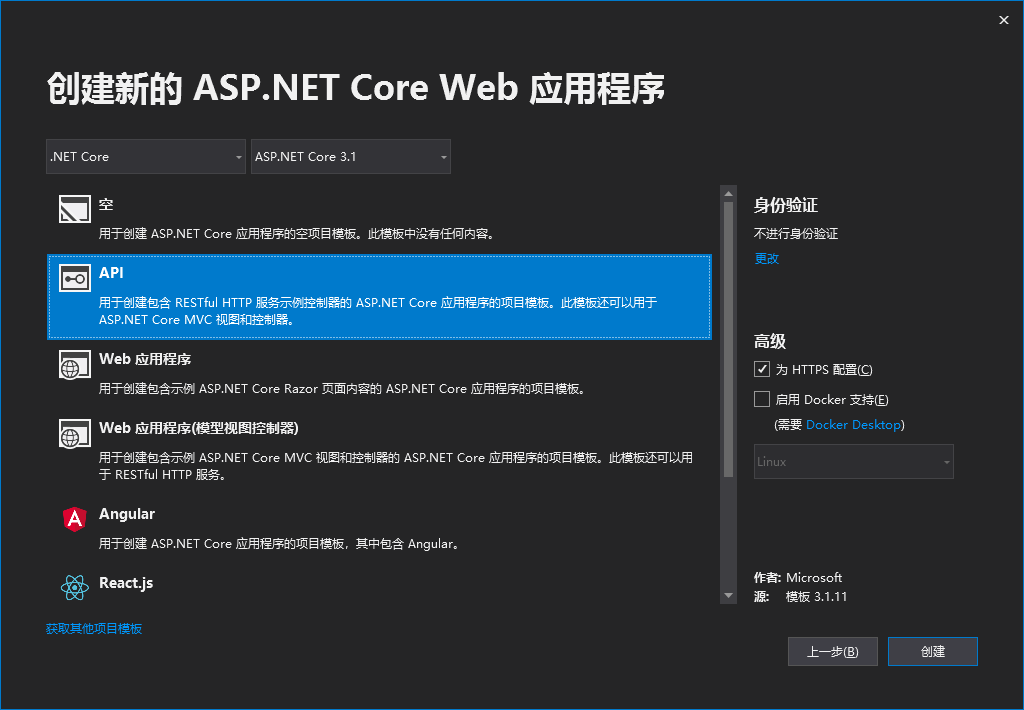 创建新的 ASP.NET Core Web 应用程序
.NET Core
ASP.NET Core 3.1
空
用于创建 ASP.NET Core 应用程序的空项目模板。此模板中没有任何内容。
API
用于创建包含 RESTful HTTP 服务示例控制器的 ASP.NET Core 应用程序的项目模板。此模板还可以用于
ASP.NET Core MVC 视图和控制器。
Web 应用程序
用于创建包含示例 ASP.NET Core Razor 页面内容的 ASP.NET Core 应用程序的项目模板。
Web 应用程序(模型视图控制器)
用于创建包含示例 ASP.NET Core MVC 视图和控制器的 ASP.NET Core 应用程序的项目模板。此模板还可以用
于 RESTful HTTP 服务。
Angular
用于创建 ASP.NET Core 应用程序的项目模板，其中包含 Angular。
React.js
获取其他项目模板
身份验证
不进行身份验证
更改
高级
为 HTTPS 配置(C)
启用 Docker 支持(E)
(需要 Docker Desktop)
Linux
作者: Microsoft
源: 模板 3.1.11
上一步(B)
创建